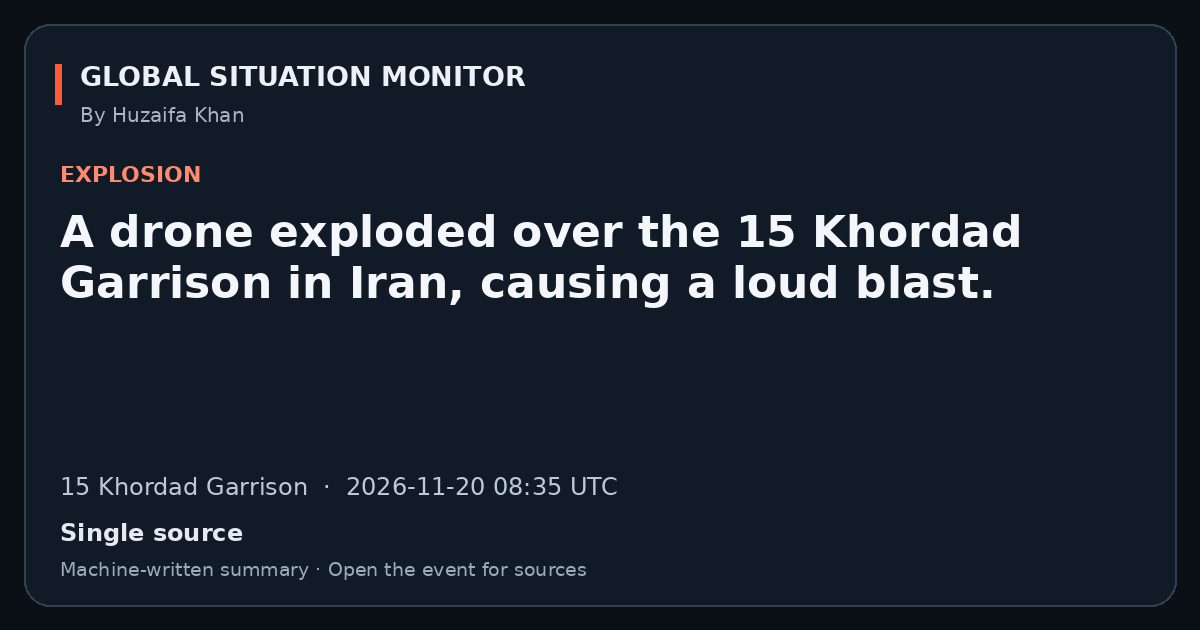 GLOBAL SITUATION MONITOR
By Huzaifa Khan
EXPLOSION
A drone exploded over the 15 Khordad
Garrison in Iran, causing a loud blast.
15 Khordad Garrison · 2026-11-20 08:35 UTC
Single source
Machine-written summary · Open the event for sources